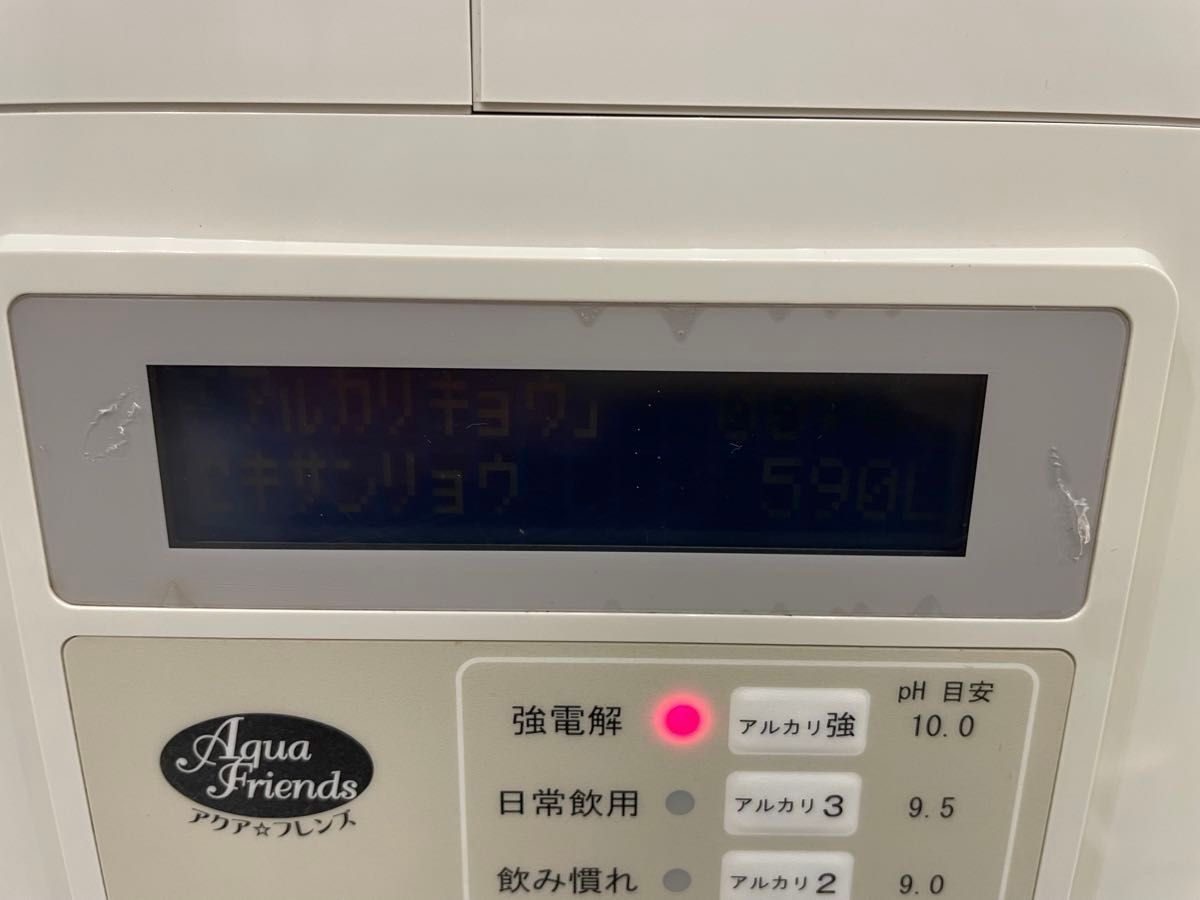 「アルカリキョウ」
セキサンリョウ 590L
Aqua
Friends
アクア☆フレンズ
pH 目安
強電解 アルカリ強 10.0
日常飲用 アルカリ3 9.5
飲み慣れ アルカリ2 9.0